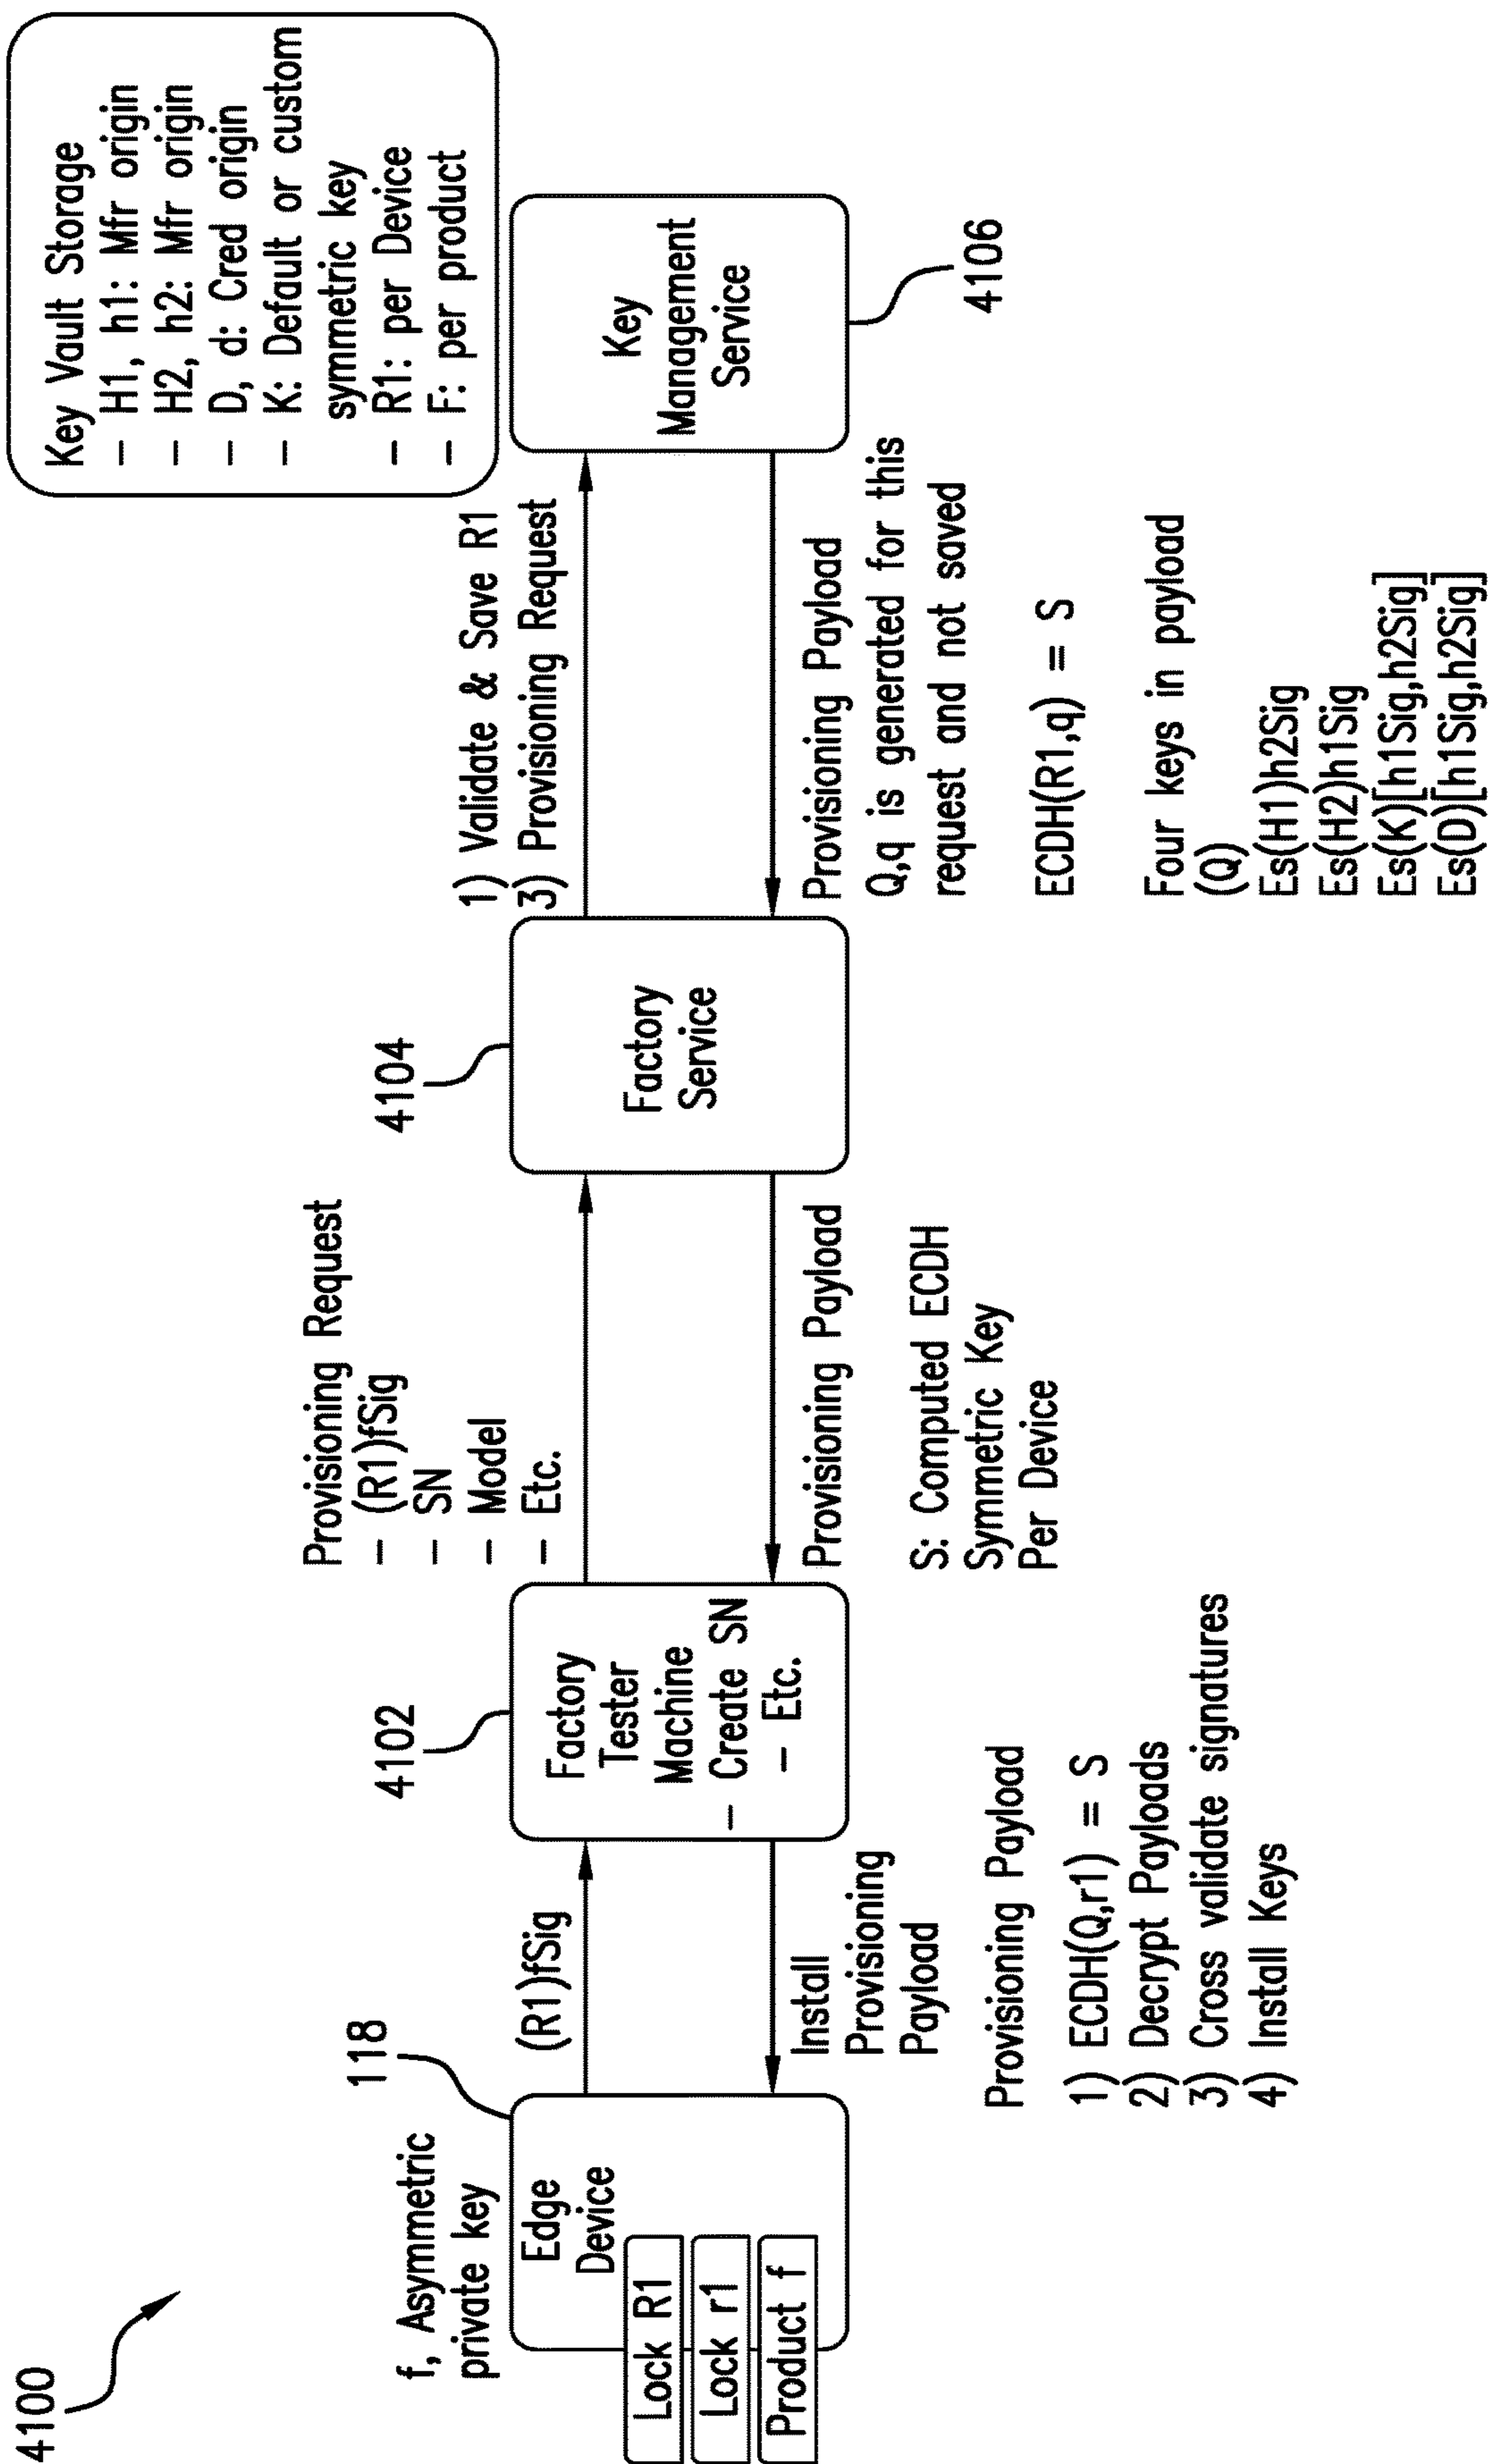 4100
f, Asymmetric
private key
118
Edge
Device
Lock R1
Lock r1
Product f
(R1)fSig
Install
Provisioning
Payload
Provisioning Payload
1) ECDH(Q,r1) = S
2) Decrypt Payloads
3) Cross validate signatures
4) Install Keys
4102
Factory
Tester
Machine
- Create SN
- Etc.
Provisioning Request
- (R1)fSig
- SN
- Model
- Etc.
Provisioning Payload
S: Computed ECDH
Symmetric Key
Per Device
4104
Factory
Service
1) Validate & Save R1
3) Provisioning Request
Provisioning Payload
Q,q is generated for this
request and not saved
ECDH(R1,q) = S
Four keys in payload
(Q)
Es(H1)h2Sig
Es(H2)h1Sig
Es(K)[h1Sig,h2Sig]
Es(D)[h1Sig,h2Sig]
Key Vault Storage
- H1, h1: Mfr origin
- H2, h2: Mfr origin
- D, d: Cred origin
- K: Default or custom
symmetric key
- R1: per Device
- F: per product
Key
Management
Service
4106